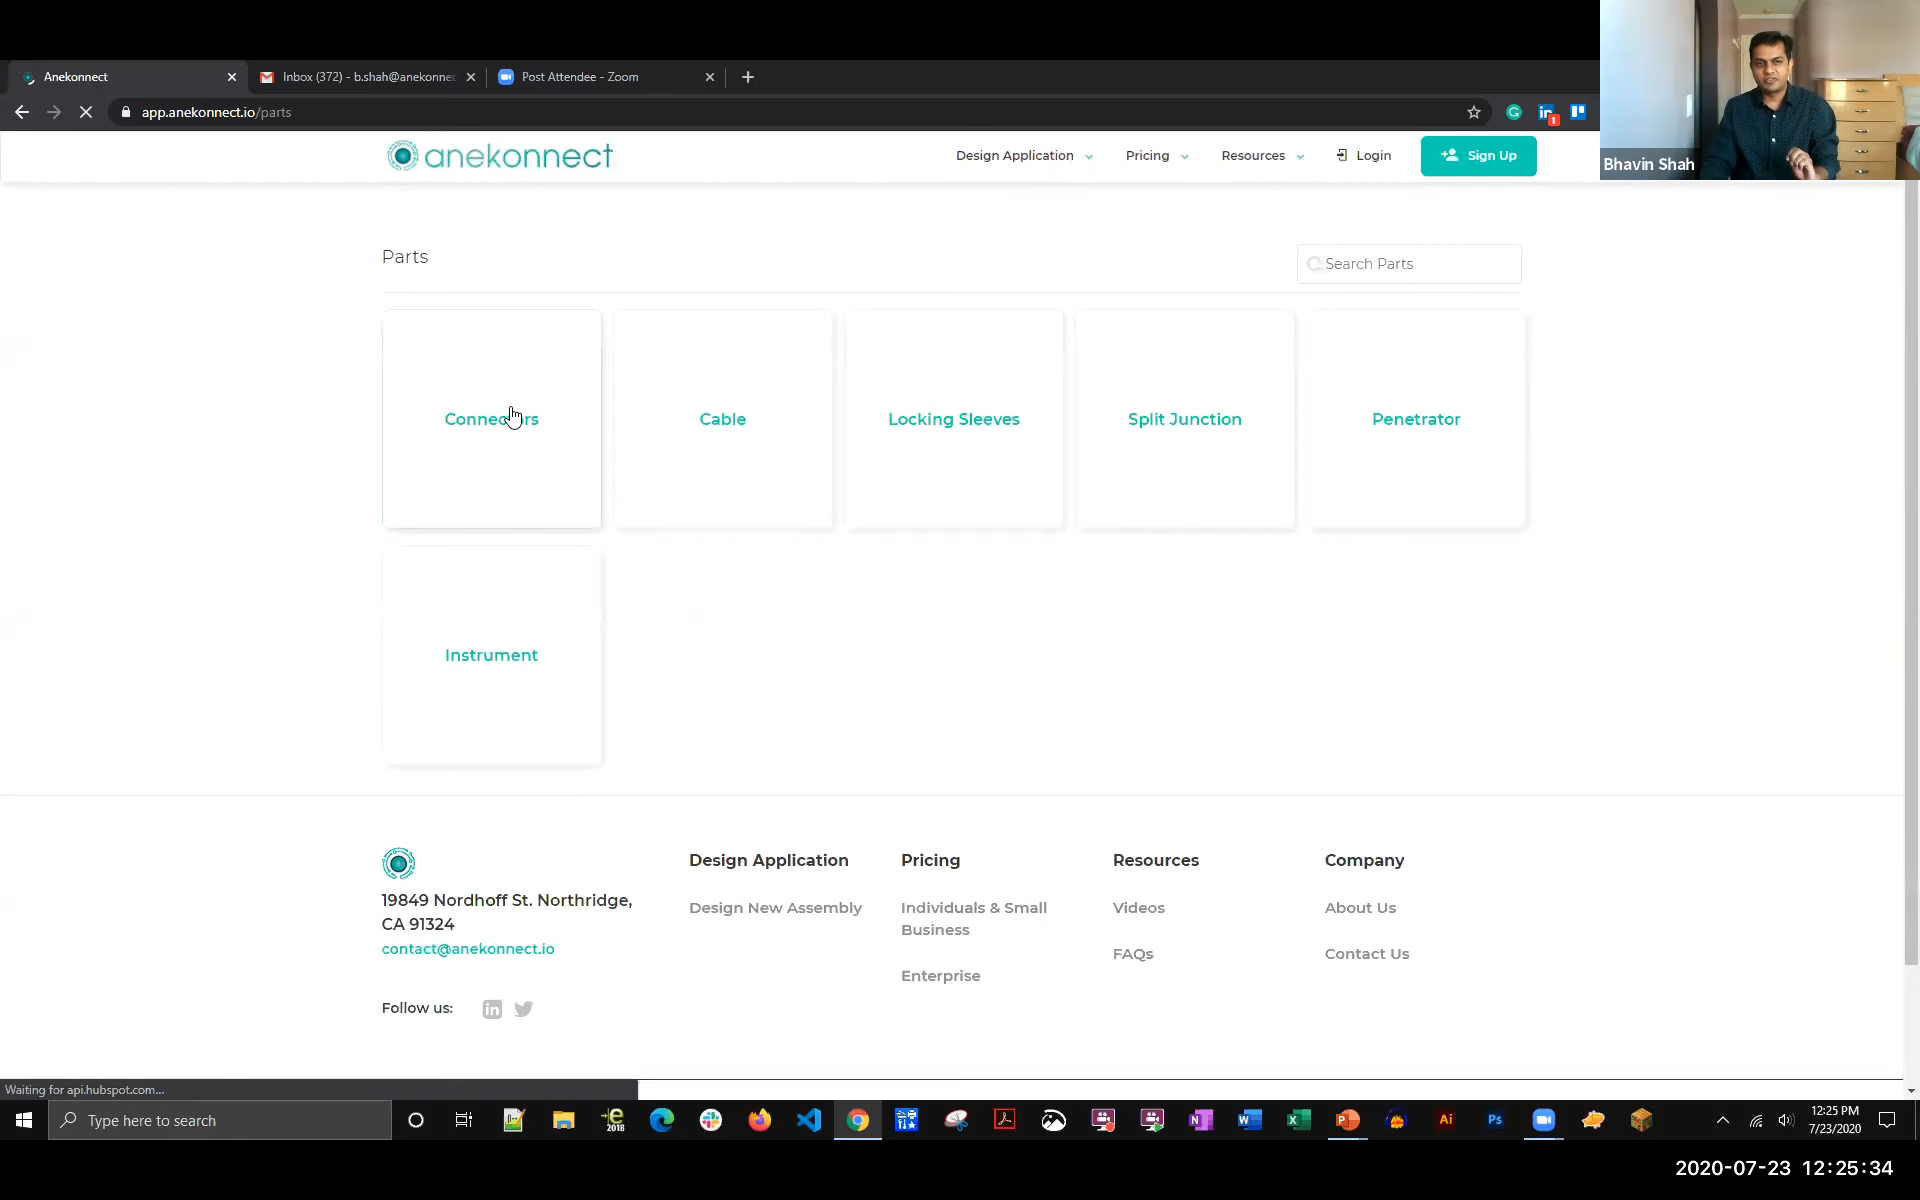 Anekonnect
Inbox (372) - b.shah@anekonnec
Post Attendee - Zoom
app.anekonnect.io/parts
Bhavin Shah
anekonnect
Design Application
Pricing
Resources
Login
Sign Up
Parts
Search Parts
Connectors
Cable
Locking Sleeves
Split Junction
Penetrator
Instrument
19849 Nordhoff St. Northridge,
CA 91324
contact@anekonnect.io
Follow us:
Design Application
Design New Assembly
Pricing
Individuals & Small
Business
Enterprise
Resources
Videos
FAQs
Company
About Us
Contact Us
Waiting for api.hubspot.com...
Type here to search
2018
Ai
Ps
12:25 PM
7/23/2020
2020-07-23 12:25:34